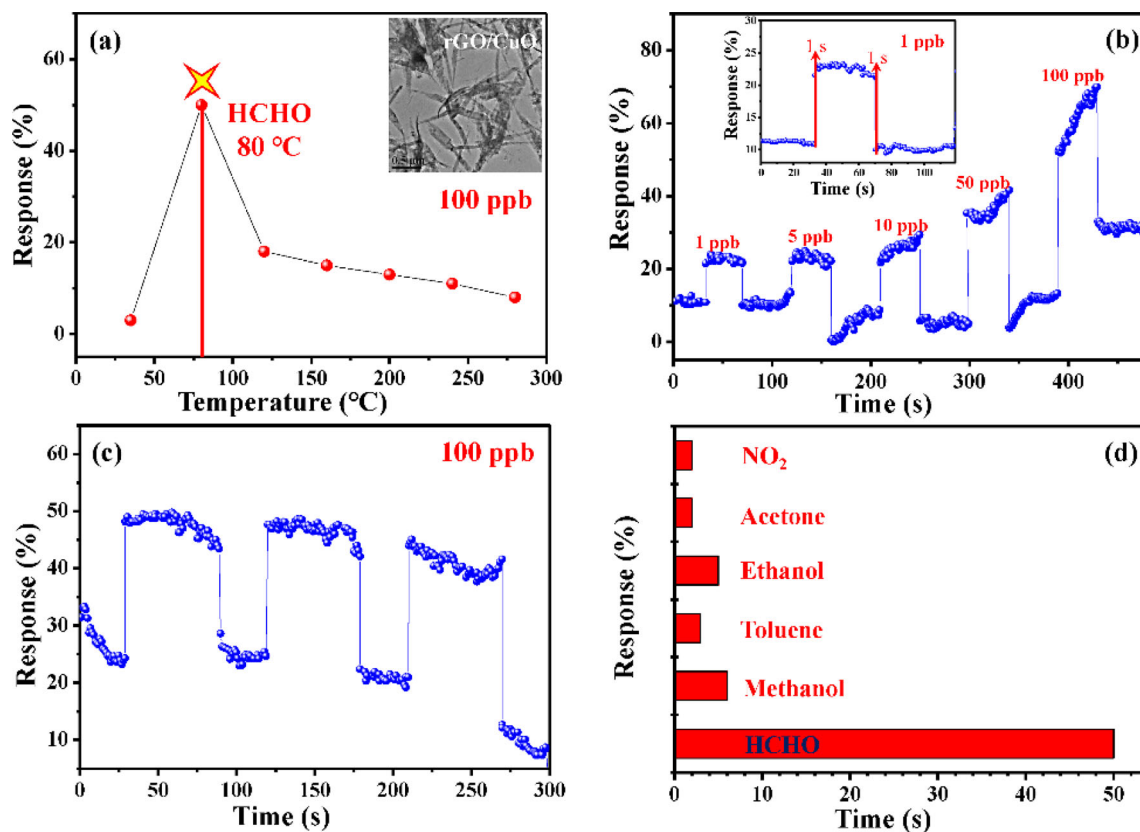 (a)
rGO/CuO
0.5 μm
HCHO
80 °C
100 ppb
Response (%)
60
40
20
0
0 50 100 150 200 250 300
Temperature (°C)
(b)
Response (%)
80
60
40
20
0
1 ppb
5 ppb
10 ppb
50 ppb
100 ppb
0 100 200 300 400
Time (s)
1 ppb
1 s
1 s
Response (%)
30
25
20
15
10
0 20 40 60 80 100
Time (s)
(c)
100 ppb
Response (%)
60
50
40
30
20
10
0 50 100 150 200 250 300
Time (s)
(d)
Response (%)
NO₂
Acetone
Ethanol
Toluene
Methanol
HCHO
0 10 20 30 40 50
Time (s)